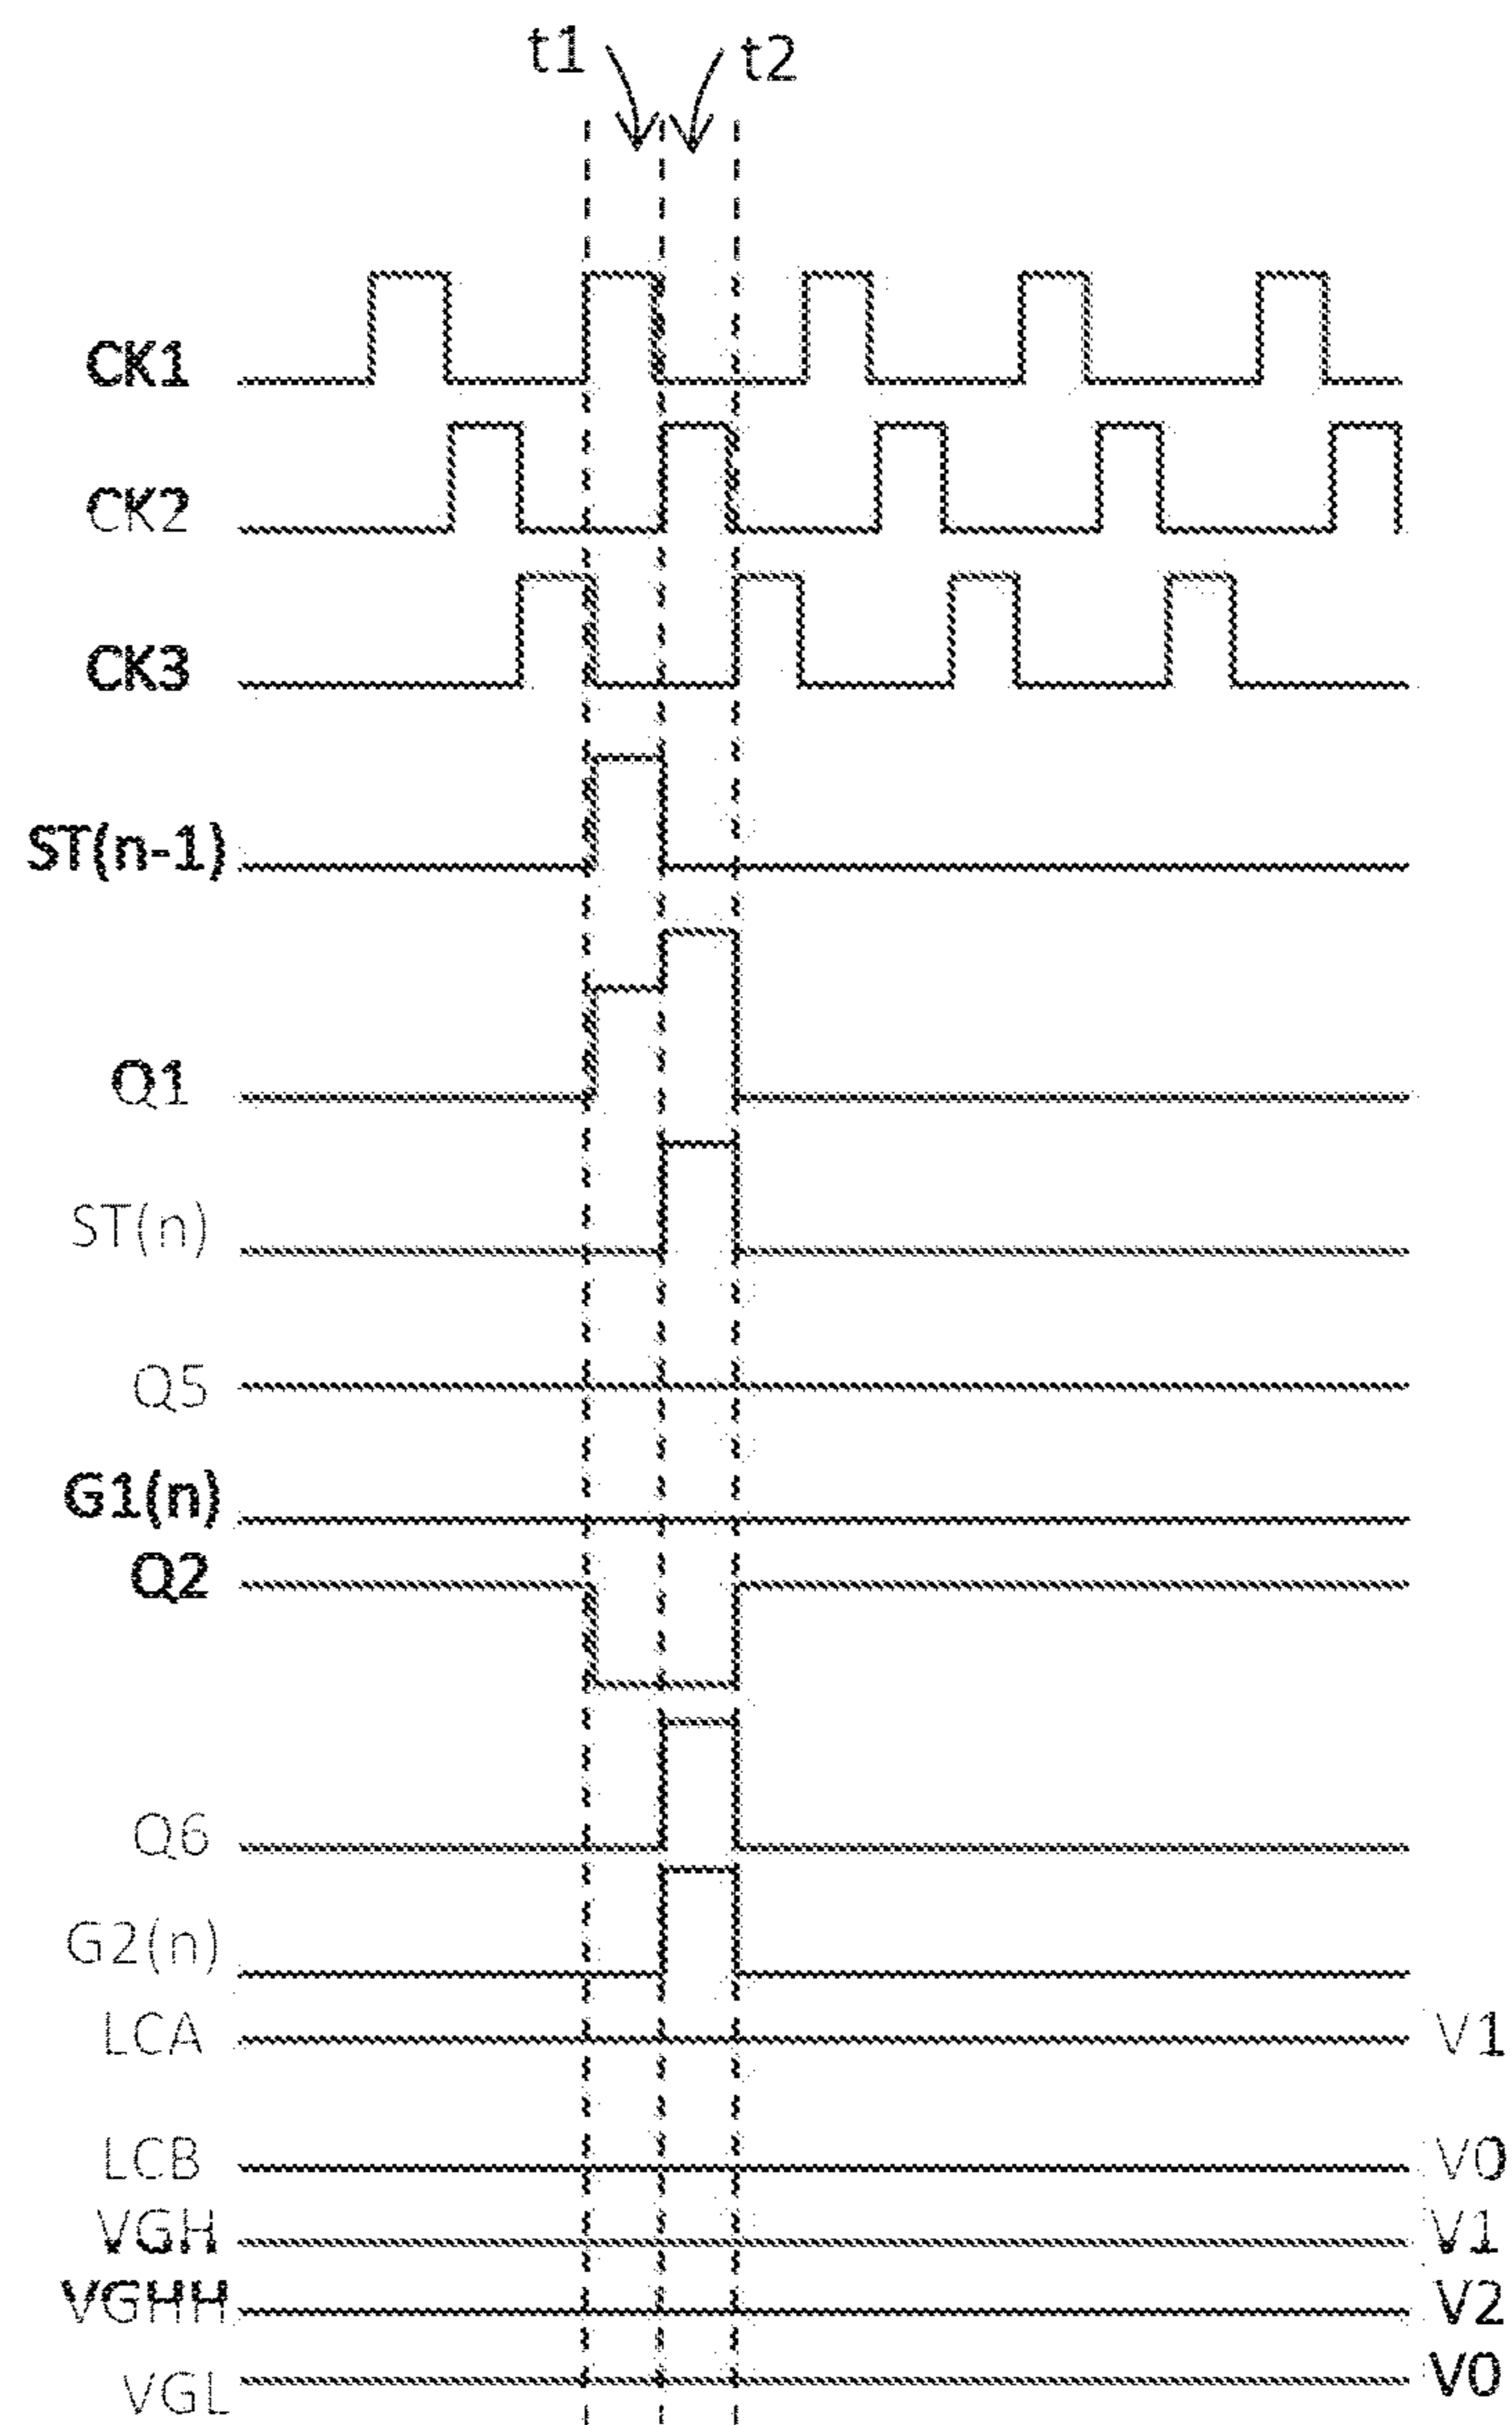 t1 t2
CK1
CK2
CK3
ST(n-1)
Q1
ST(n)
Q5
G1(n)
Q2
Q6
G2(n)
LCA V1
LCB V0
VGH V1
VGHH V2
VGL V0